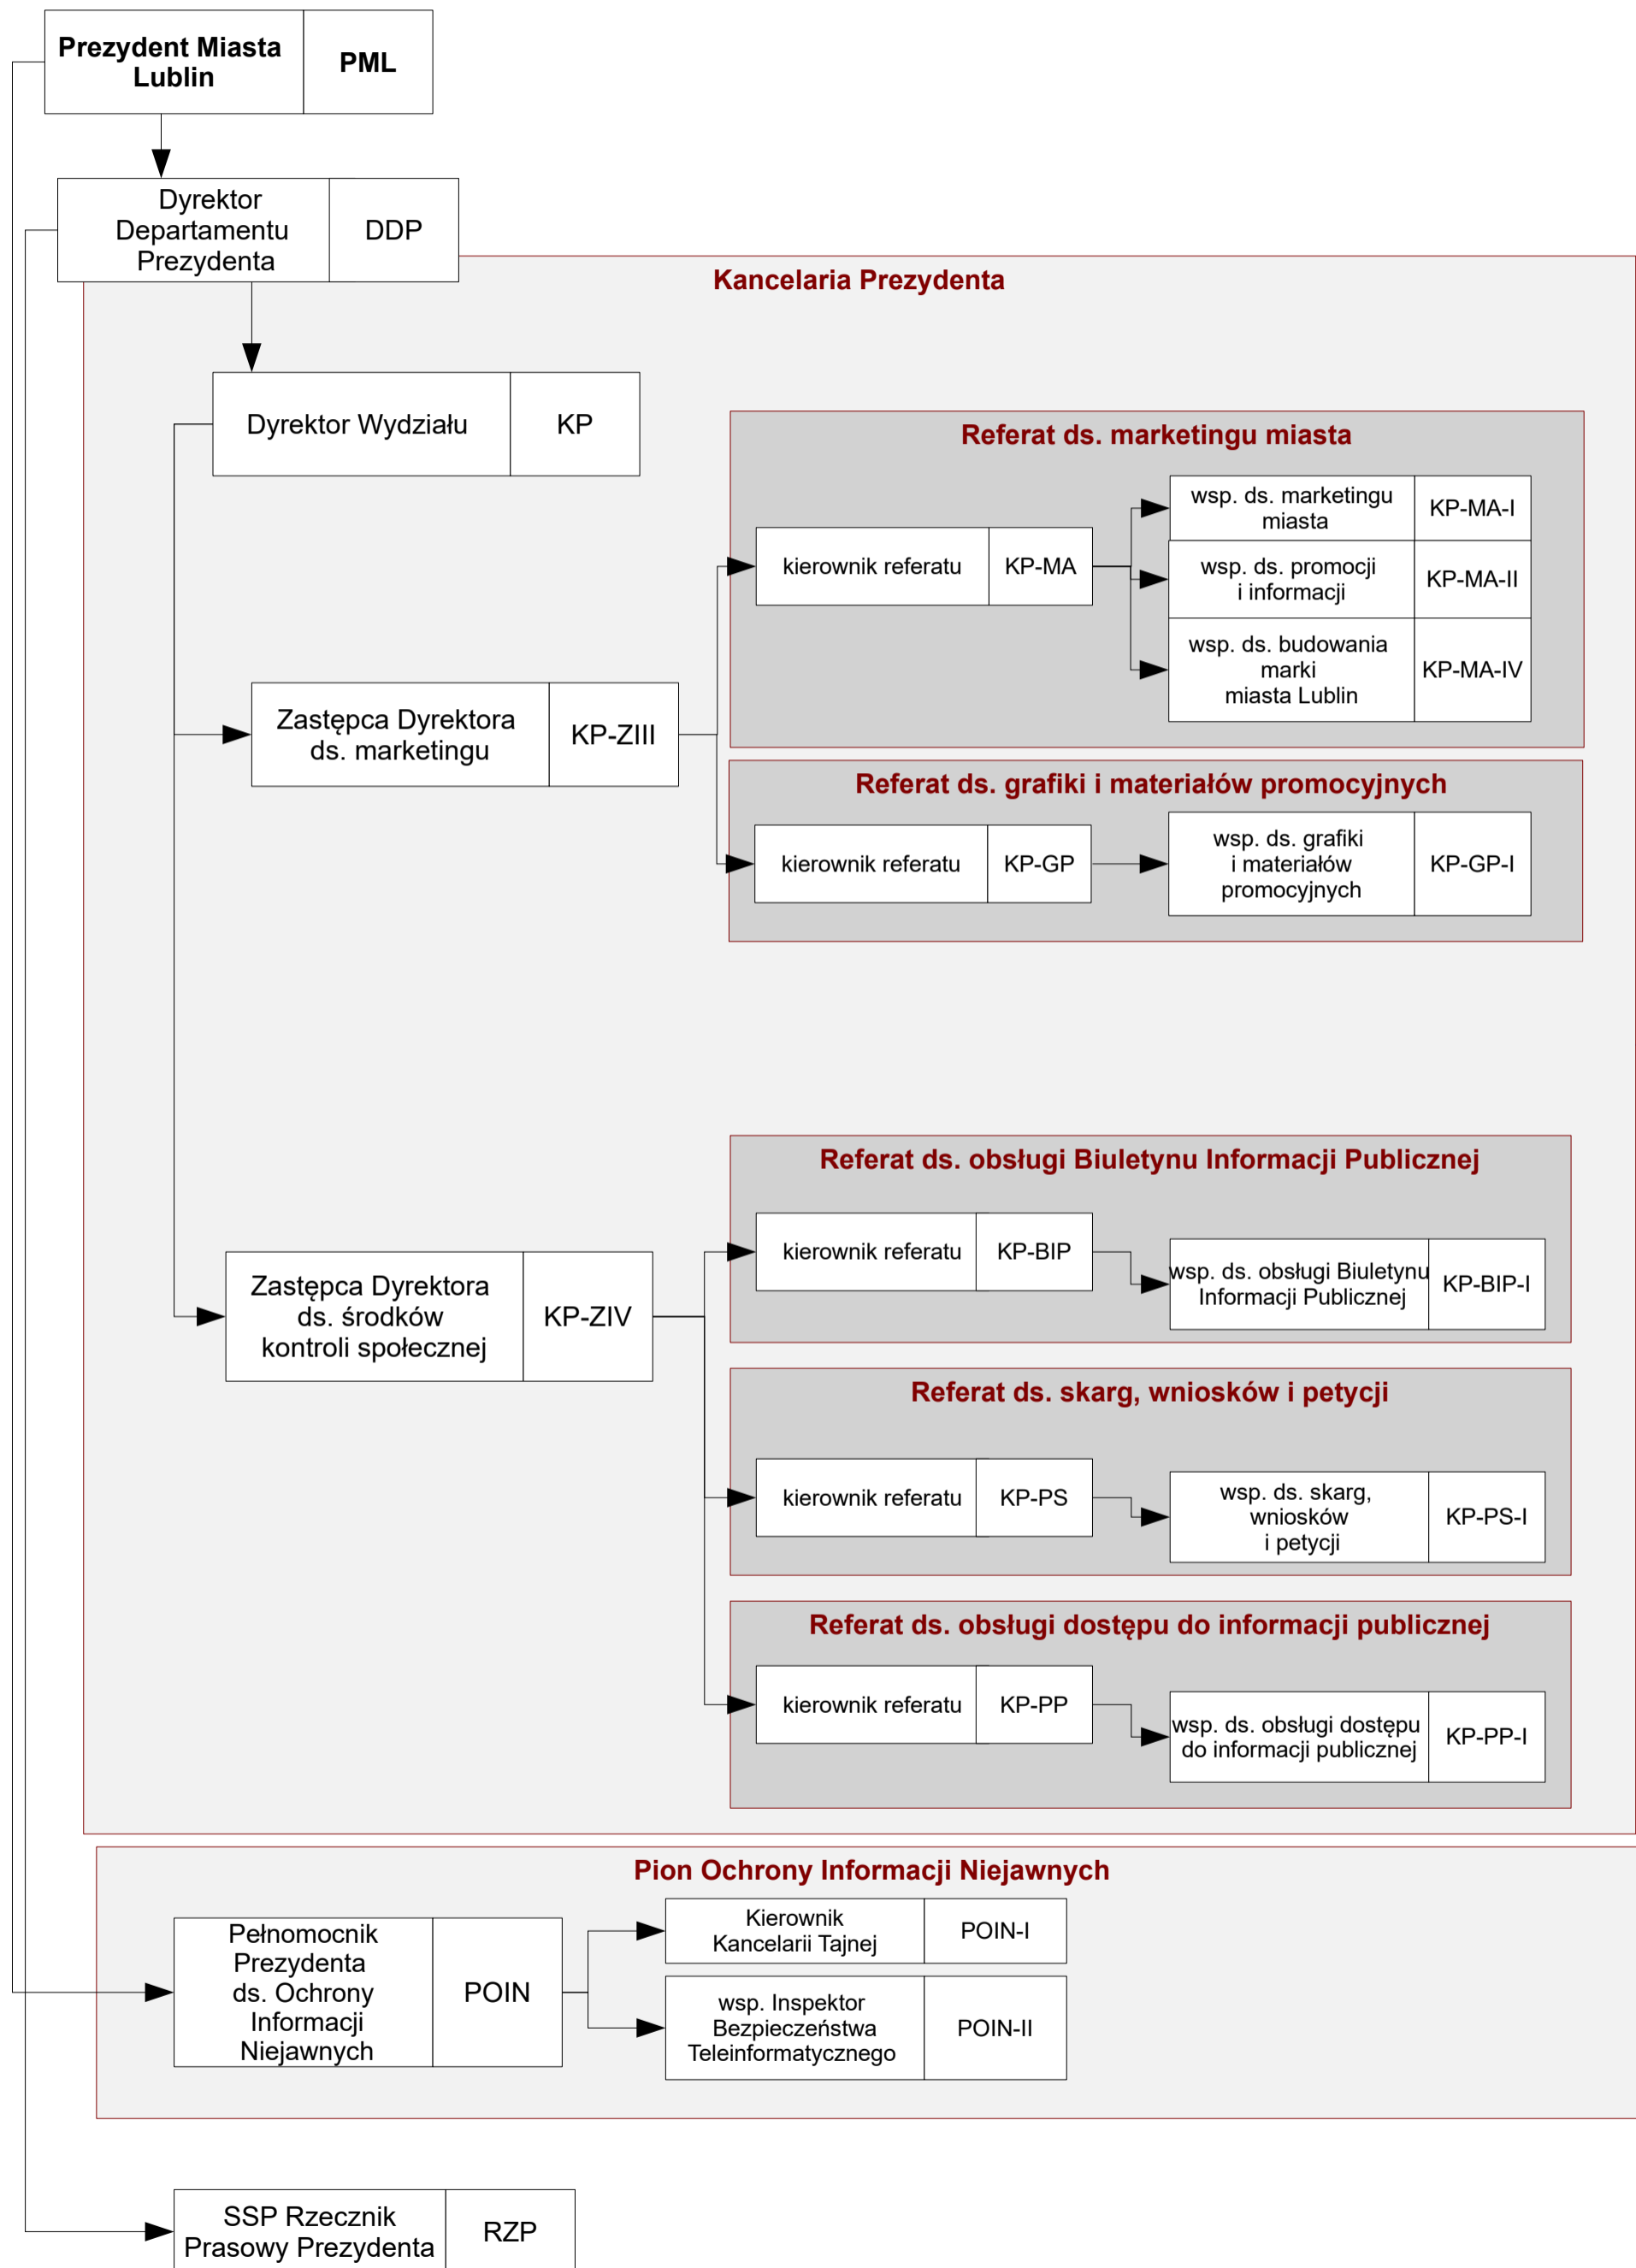 Prezydent Miasta
Lublin
PML
Dyrektor
Departamentu
Prezydenta
DDP
Kancelaria Prezydenta
Dyrektor Wydziału
KP
Referat ds. marketingu miasta
kierownik referatu
KP-MA
wsp. ds. marketingu
miasta
KP-MA-I
wsp. ds. promocji
i informacji
KP-MA-II
wsp. ds. budowania
marki
miasta Lublin
KP-MA-IV
Zastępca Dyrektora
ds. marketingu
KP-ZIII
Referat ds. grafiki i materiałów promocyjnych
kierownik referatu
KP-GP
wsp. ds. grafiki
i materiałów
promocyjnych
KP-GP-I
Referat ds. obsługi Biuletynu Informacji Publicznej
kierownik referatu
KP-BIP
wsp. ds. obsługi Biuletynu
Informacji Publicznej
KP-BIP-I
Zastępca Dyrektora
ds. środków
kontroli społecznej
KP-ZIV
Referat ds. skarg, wniosków i petycji
kierownik referatu
KP-PS
wsp. ds. skarg,
wniosków
i petycji
KP-PS-I
Referat ds. obsługi dostępu do informacji publicznej
kierownik referatu
KP-PP
wsp. ds. obsługi dostępu
do informacji publicznej
KP-PP-I
Pion Ochrony Informacji Niejawnych
Pełnomocnik
Prezydenta
ds. Ochrony
Informacji
Niejawnych
POIN
Kierownik
Kancelarii Tajnej
POIN-I
wsp. Inspektor
Bezpieczeństwa
Teleinformatycznego
POIN-II
SSP Rzecznik
Prasowy Prezydenta
RZP